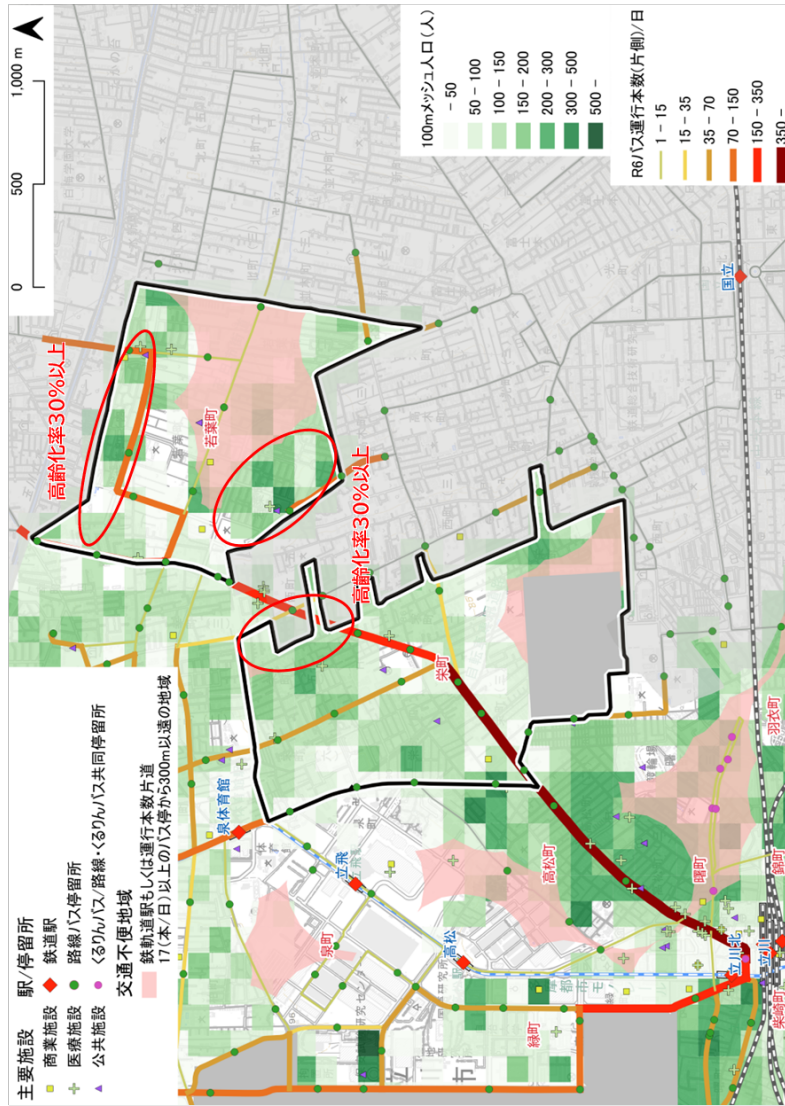 主要施設
商業施設
医療施設
公共施設
駅/停留所
鉄道駅
路線バス停留所
くるりんバス/路線・くるりんバス共同停留所
交通不便地域
鉄軌道駅もしくは運行本数片道
17(本/日)以上のバス停から300m以遠の地域
0 500 1,000 m
高齢化率30%以上
若葉町
高齢化率30%以上
栄町
泉体育館
立飛
泉町
高松
高松町
緑町
曙町
羽衣町
立川北
立川
錦町
柴崎町
国立
100mメッシュ人口(人)
- 50
50 - 100
100 - 150
150 - 200
200 - 300
300 - 500
500 -
R6バス運行本数(片側)/日
1 - 15
15 - 35
35 - 70
70 - 150
150 - 350
350 -